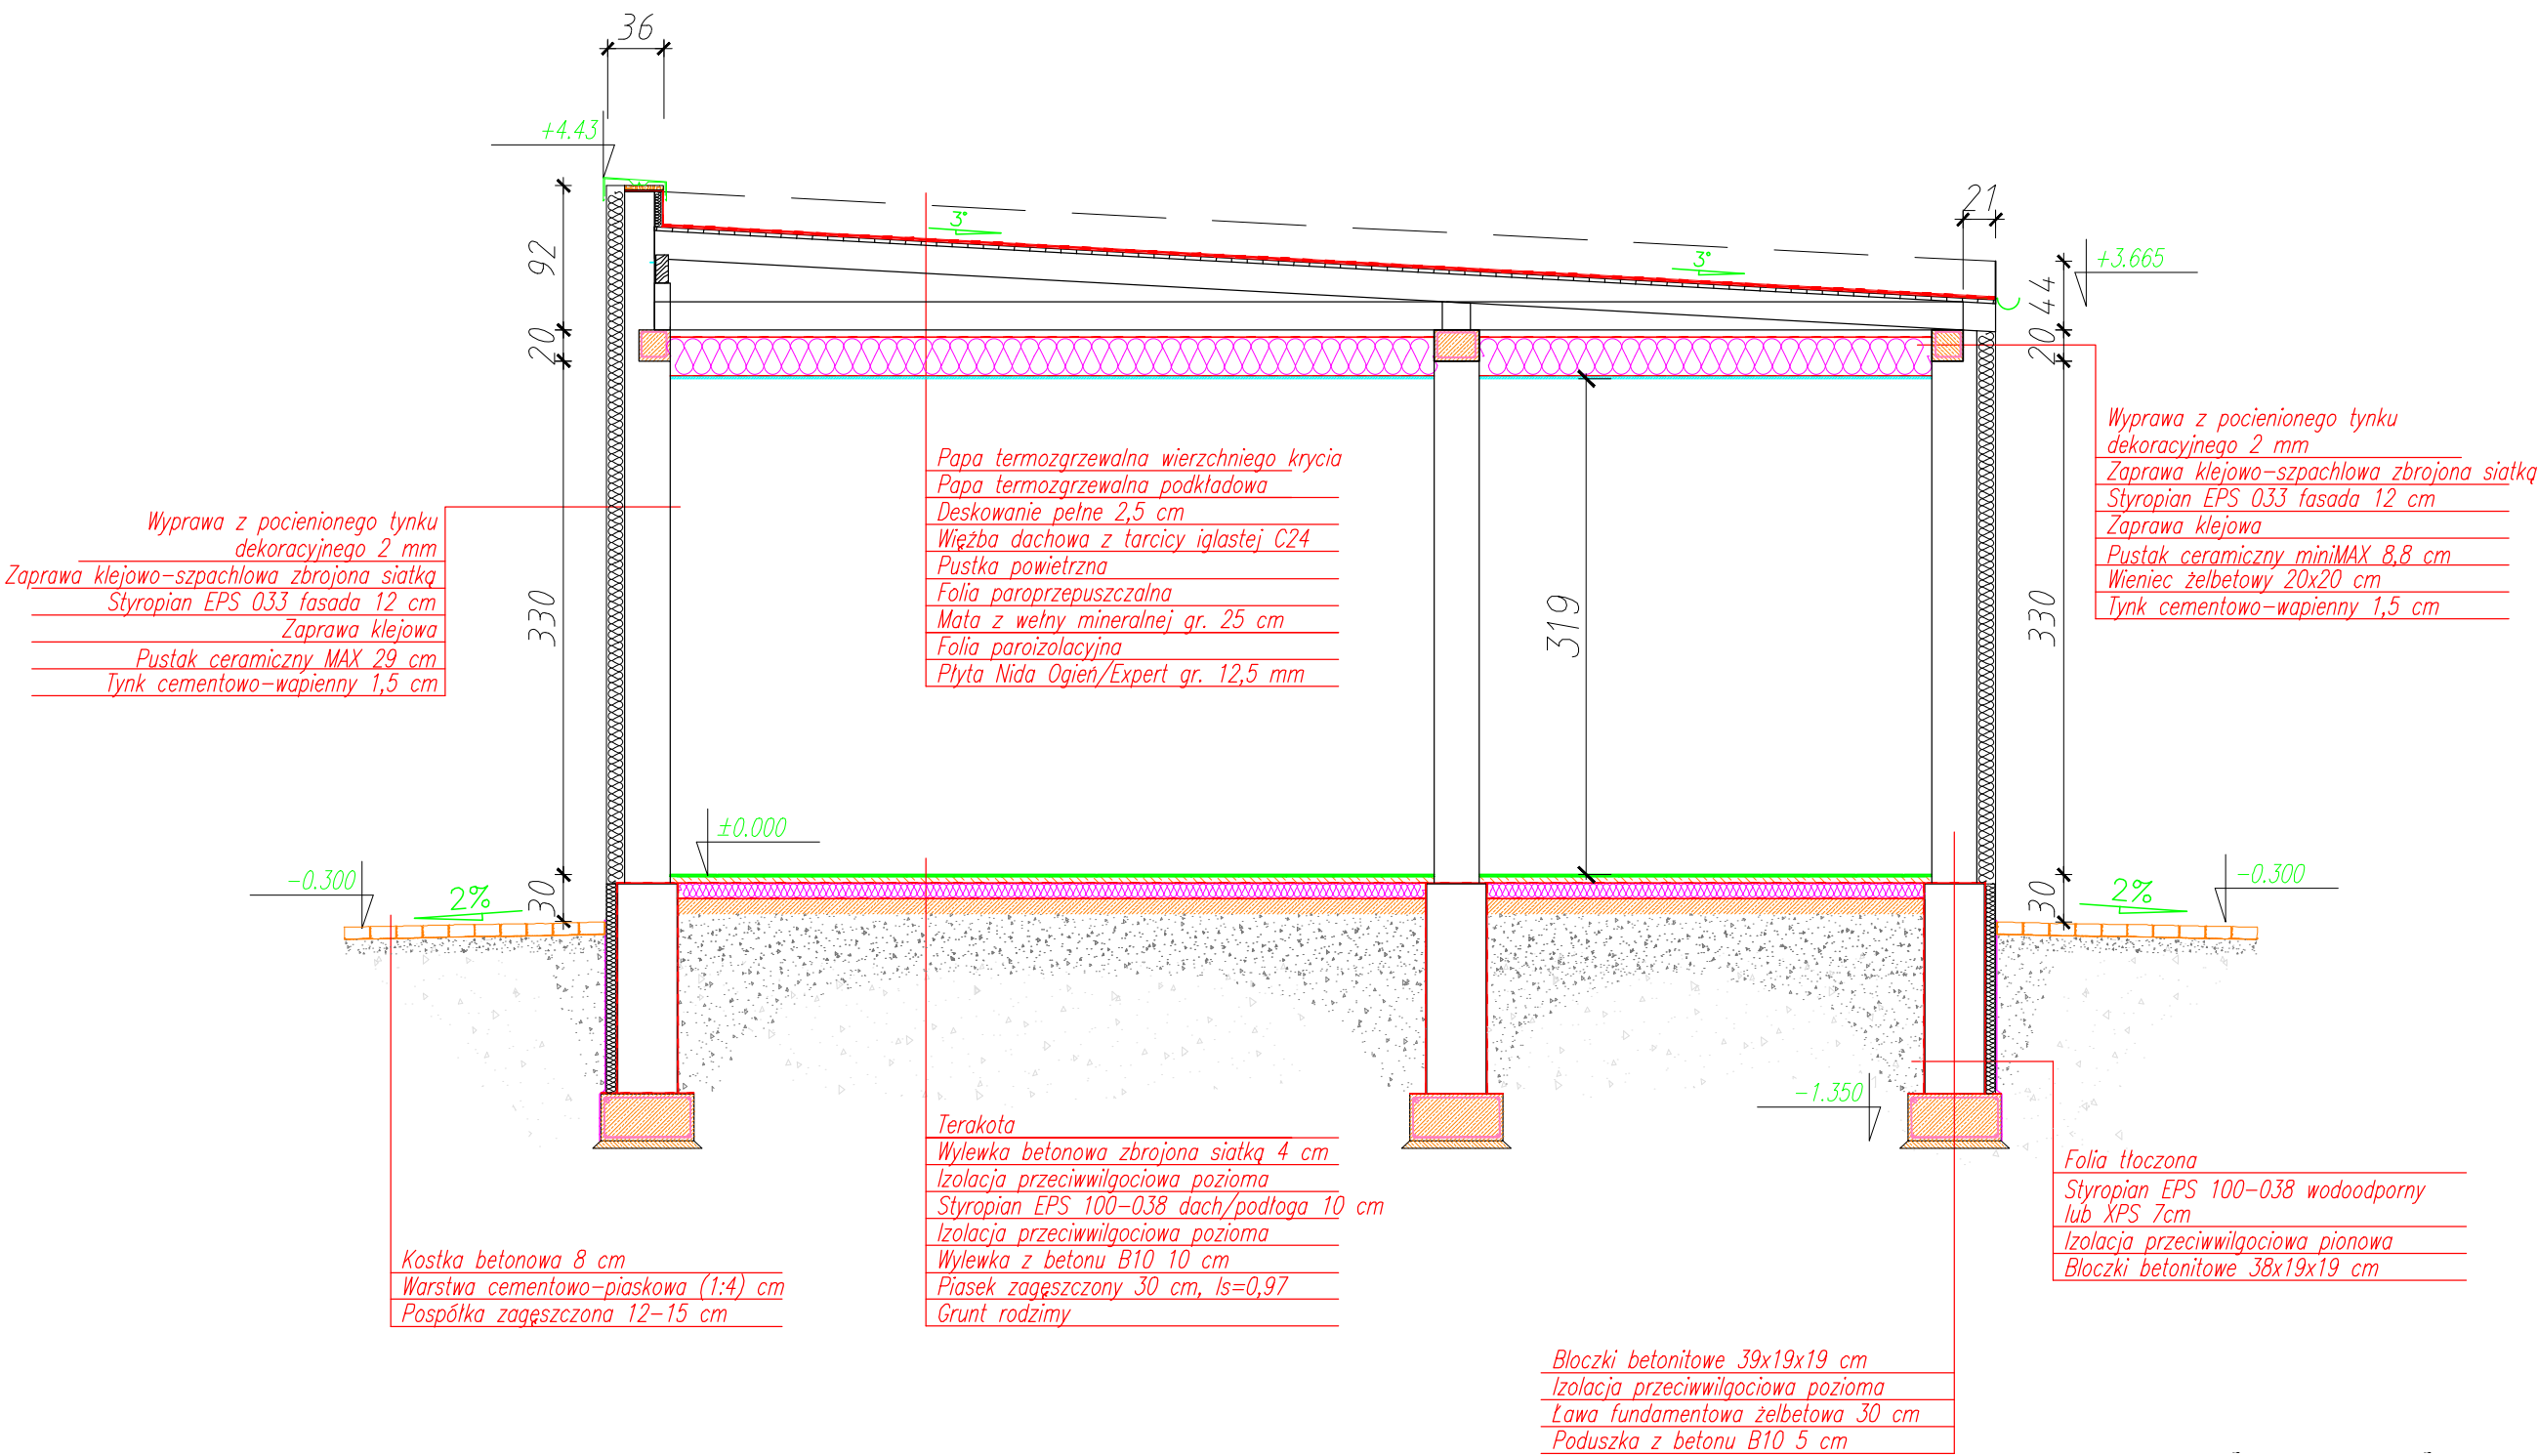 36
+4.43
21
3°
3°
+3.665
92
44
20
20
Wyprawa z pocienionego tynku
dekoracyjnego 2 mm
Zaprawa klejowo-szpachlowa zbrojona siatką
Styropian EPS 033 fasada 12 cm
Zaprawa klejowa
Pustak ceramiczny miniMAX 8,8 cm
Wieniec żelbetowy 20x20 cm
Tynk cementowo-wapienny 1,5 cm
Papa termozgrzewalna wierzchniego krycia
Papa termozgrzewalna podkładowa
Deskowanie pełne 2,5 cm
Więźba dachowa z tarcicy iglastej C24
Pustka powietrzna
Folia paroprzepuszczalna
Mata z wełny mineralnej gr. 25 cm
Folia paroizolacyjna
Płyta Nida Ogień/Expert gr. 12,5 mm
Wyprawa z pocienionego tynku
dekoracyjnego 2 mm
Zaprawa klejowo-szpachlowa zbrojona siatką
Styropian EPS 033 fasada 12 cm
Zaprawa klejowa
Pustak ceramiczny MAX 29 cm
Tynk cementowo-wapienny 1,5 cm
330
319
330
±0.000
-0.300
2%
30
30
2%
-0.300
-1.350
Terakota
Wylewka betonowa zbrojona siatką 4 cm
Izolacja przeciwwilgociowa pozioma
Styropian EPS 100-038 dach/podłoga 10 cm
Izolacja przeciwwilgociowa pozioma
Wylewka z betonu B10 10 cm
Piasek zagęszczony 30 cm, Is=0,97
Grunt rodzimy
Folia tłoczona
Styropian EPS 100-038 wodoodporny
lub XPS 7cm
Izolacja przeciwwilgociowa pionowa
Bloczki betonitowe 38x19x19 cm
Kostka betonowa 8 cm
Warstwa cementowo-piaskowa (1:4) cm
Pospółka zagęszczona 12-15 cm
Bloczki betonitowe 39x19x19 cm
Izolacja przeciwwilgociowa pozioma
Ława fundamentowa żelbetowa 30 cm
Poduszka z betonu B10 5 cm